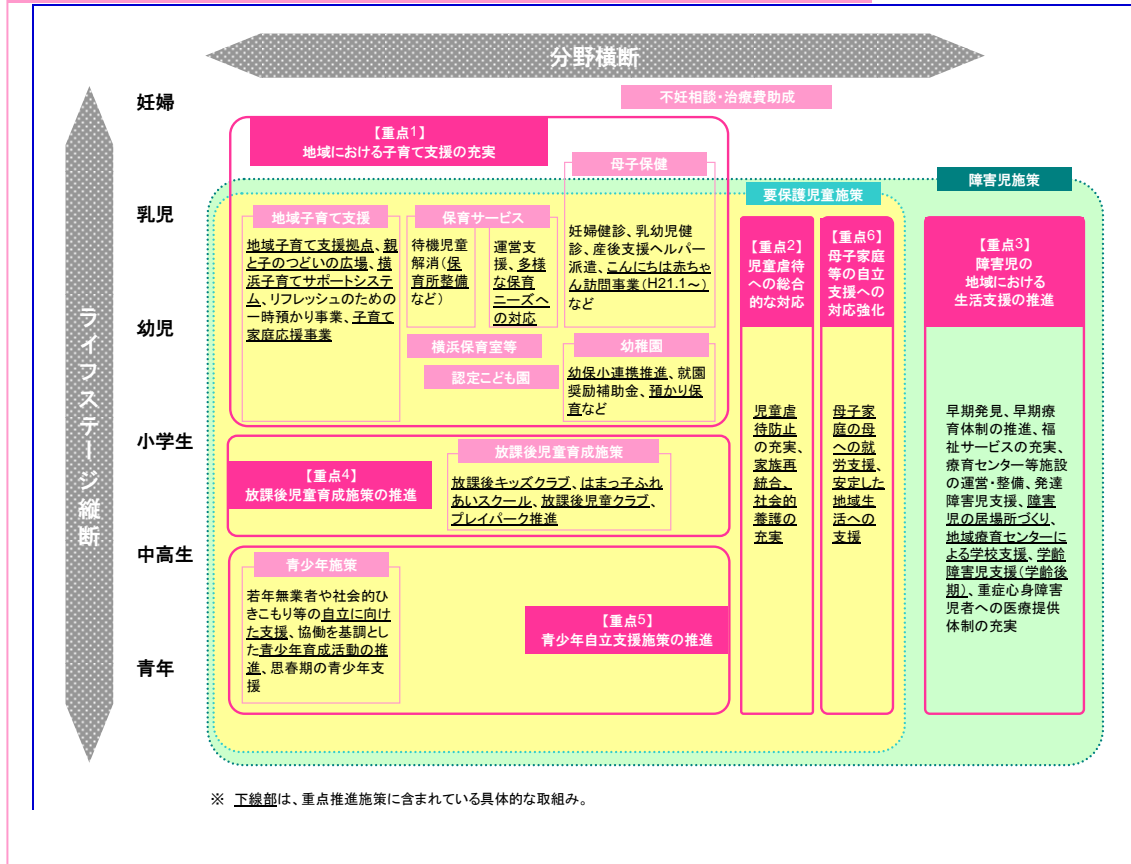 分野横断
ライフステージ縦断
妊婦
乳児
幼児
小学生
中高生
青年
不妊相談・治療費助成
【重点1】
地域における子育て支援の充実
母子保健
妊婦健診、乳幼児健
診、産後支援ヘルパー
派遣、こんにちは赤ちゃ
ん訪問事業(H21.1～)
など
地域子育て支援
地域子育て支援拠点、親
と子のつどいの広場、横
浜子育てサポートシステ
ム、リフレッシュのための
一時預かり事業、子育て
家庭応援事業
保育サービス
待機児童
解消(保
育所整備
など)
運営支
援、多様
な保育
ニーズへ
の対応
横浜保育室等
認定こども園
幼稚園
幼保小連携推進、就園
奨励補助金、預かり保
育など
【重点4】
放課後児童育成施策の推進
放課後児童育成施策
放課後キッズクラブ、はまっ子ふれ
あいスクール、放課後児童クラブ、
プレイパーク推進
青少年施策
若年無業者や社会的ひ
きこもり等の自立に向け
た支援、協働を基調とし
た青少年育成活動の推
進、思春期の青少年支
援
【重点5】
青少年自立支援施策の推進
要保護児童施策
【重点2】
児童虐待
への総合
的な対応
児童虐
待防止
の充実、
家族再
統合、
社会的
養護の
充実
【重点6】
母子家庭
等の自立
支援への
対応強化
母子家
庭の母
への就
労支援、
安定した
地域生
活への
支援
障害児施策
【重点3】
障害児の
地域における
生活支援の推進
早期発見、早期療
育体制の推進、福
祉サービスの充実、
療育センター等施設
の運営・整備、発達
障害児支援、障害
児の居場所づくり、
地域療育センターに
よる学校支援、学齢
障害児支援(学齢後
期)、重症心身障害
児者への医療提供
体制の充実
※ 下線部は、重点推進施策に含まれている具体的な取組み。